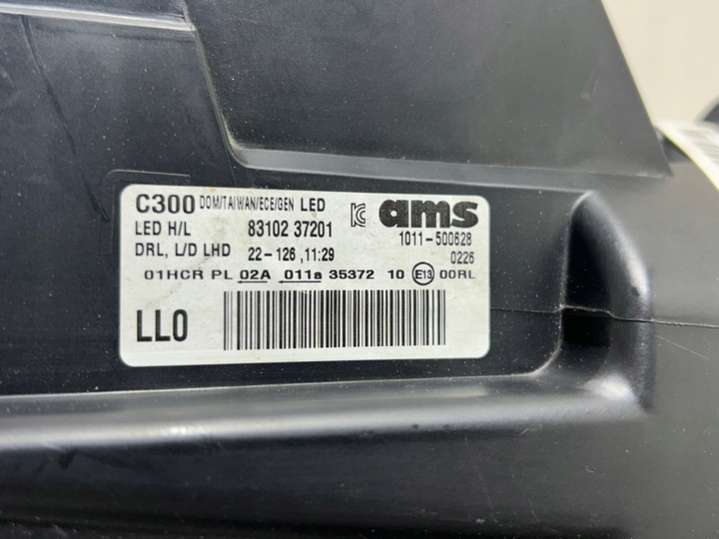 C300 DOM/TAIWAN/ECE/GEN LED
ams
LED H/L 83102 37201
1011-500628
DRL, L/D LHD 22-126 ,11:29
0226
01HCR PL 02A 011a 35372 10 E13 00RL
LL0